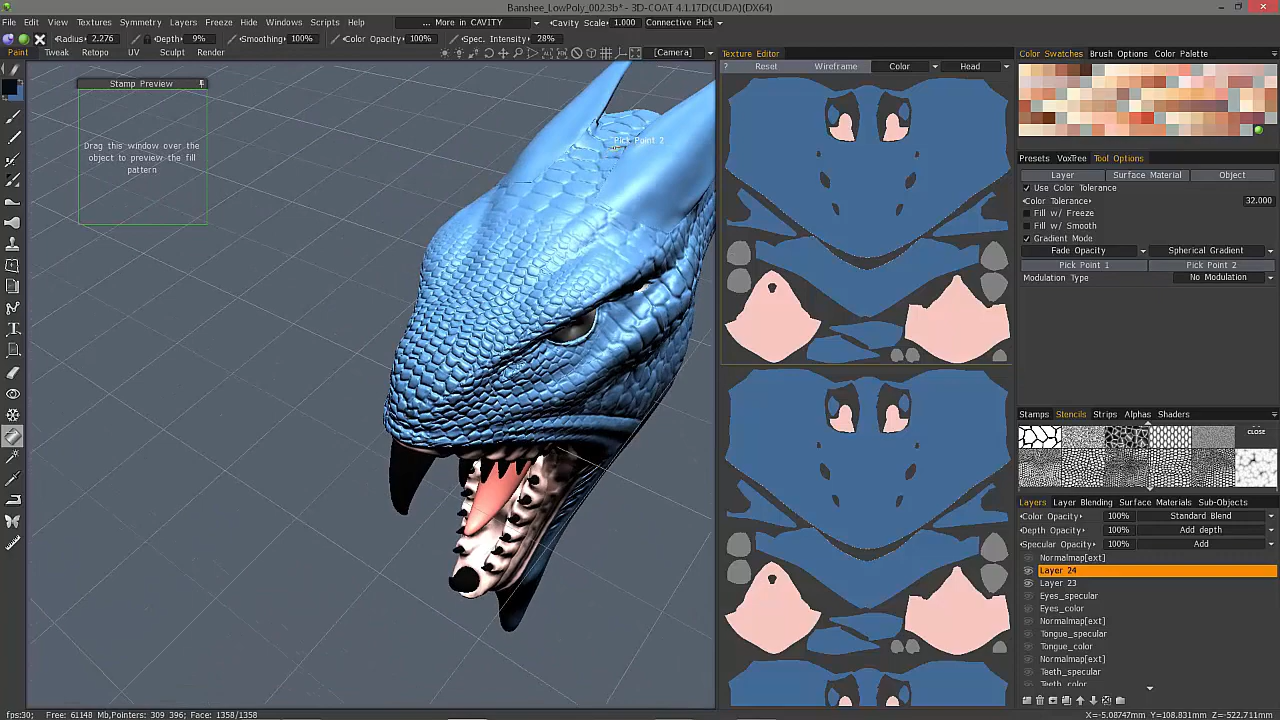 Banshee_LowPoly_002.3b* - 3D-COAT 4.1.17D(CUDA)(DX64)
File Edit View Textures Symmetry Layers Freeze Hide Windows Scripts Help ... More in CAVITY Cavity Scale: 1.000 Connective Pick
Radius: 2.276 Depth: 9% Smoothing: 100% Color Opacity: 100% Spec. Intensity: 28%
Paint Tweak Retopo UV Sculpt Render [Camera]
Texture Editor
Color Swatches Brush Options Color Palette
? Reset Wireframe Color Head
Stamp Preview
Drag this window over the
object to preview the fill
pattern
Pick Point 2
Presets VoxTree Tool Options
Layer Surface Material Object
Use Color Tolerance
Color Tolerance: 32.000
Fill w/ Freeze
Fill w/ Smooth
Gradient Mode
Fade Opacity Spherical Gradient
Pick Point 1 Pick Point 2
Modulation Type No Modulation
Stamps Stencils Strips Alphas Shaders
CLOSE
Layers Layer Blending Surface Materials Sub-Objects
Color Opacity: 100% Standard Blend
Depth Opacity: 100% Add depth
Specular Opacity: 100% Add
Normalmap[ext]
Layer 24
Layer 23
Eyes_specular
Eyes_color
Normalmap[ext]
Tongue_specular
Tongue_color
Normalmap[ext]
Teeth_specular
Teeth_color
fps:30; Free: 61148 Mb,Pointers: 309 396; Face: 1358/1358 X=-5.08747mm Y=108.831mm Z=-522.711mm